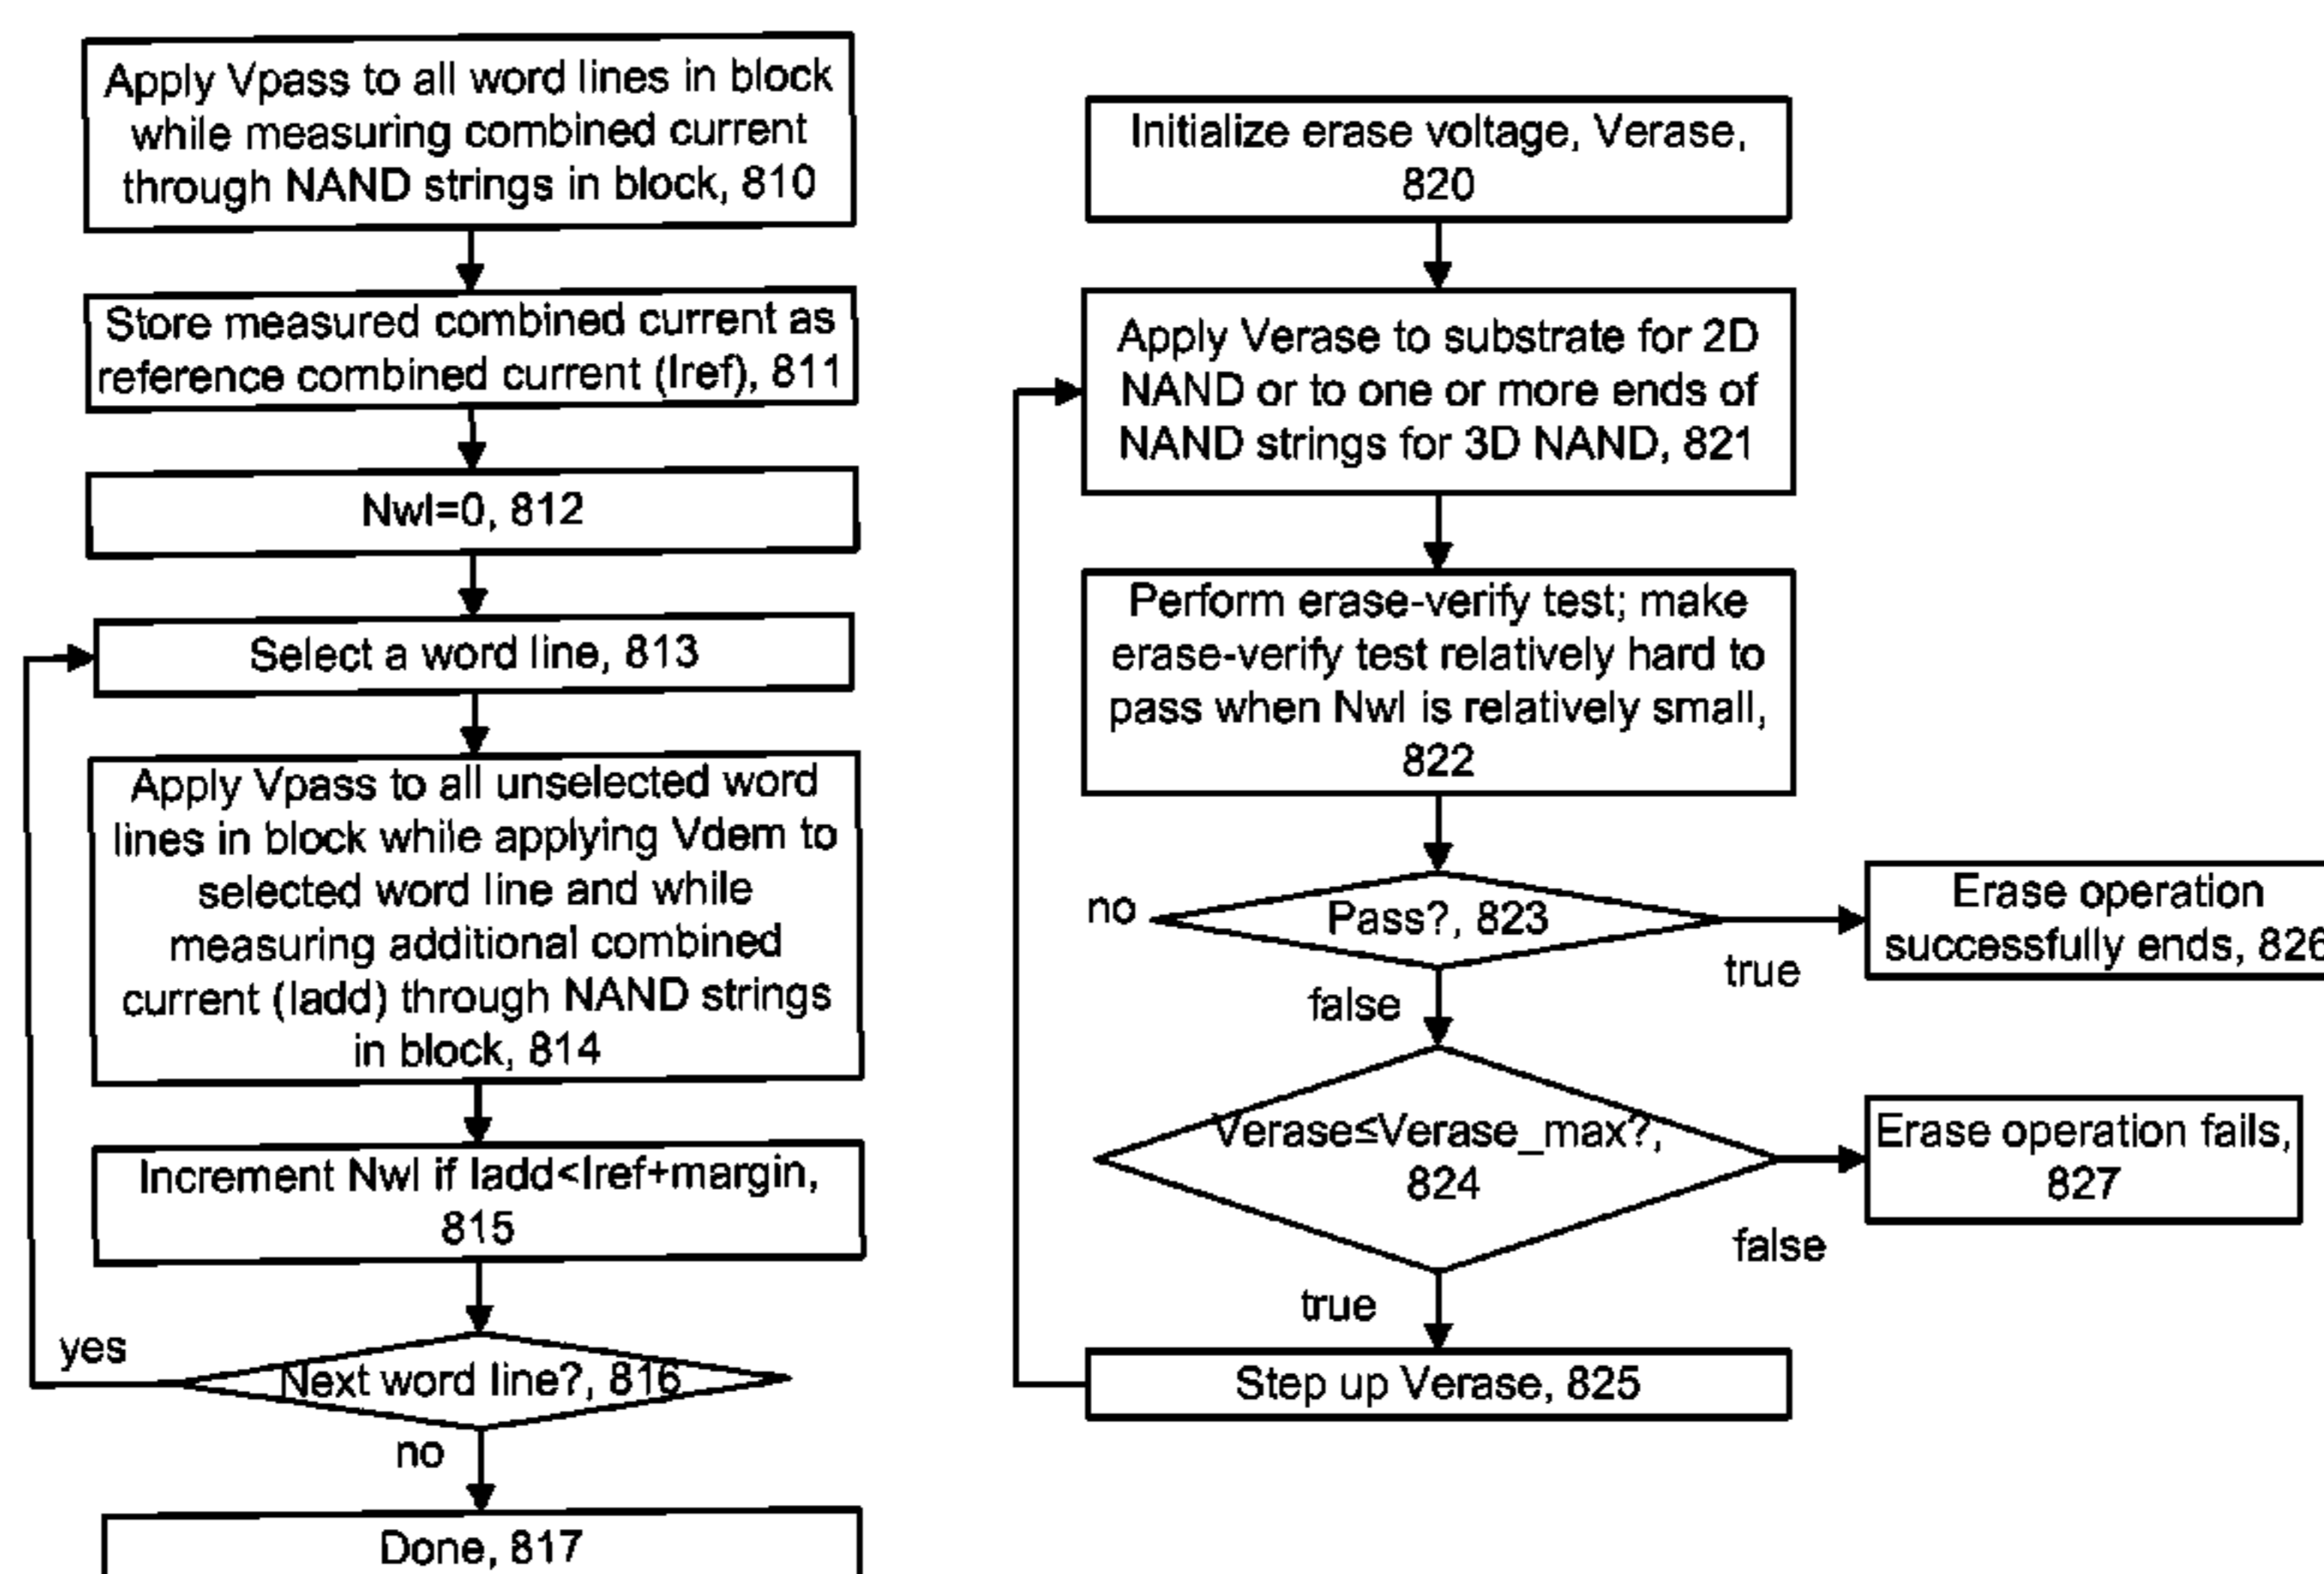 Apply Vpass to all word lines in block
while measuring combined current
through NAND strings in block, 810
Store measured combined current as
reference combined current (Iref), 811
Nwl=0, 812
Select a word line, 813
Apply Vpass to all unselected word
lines in block while applying Vdem to
selected word line and while
measuring additional combined
current (Iadd) through NAND strings
in block, 814
Increment Nwl if Iadd<Iref+margin,
815
yes
Next word line?, 816
no
Done, 817
Initialize erase voltage, Verase,
820
Apply Verase to substrate for 2D
NAND or to one or more ends of
NAND strings for 3D NAND, 821
Perform erase-verify test; make
erase-verify test relatively hard to
pass when Nwl is relatively small,
822
no
Pass?, 823
true
false
Erase operation
successfully ends, 826
Verase≤Verase_max?,
824
Erase operation fails,
827
false
true
Step up Verase, 825